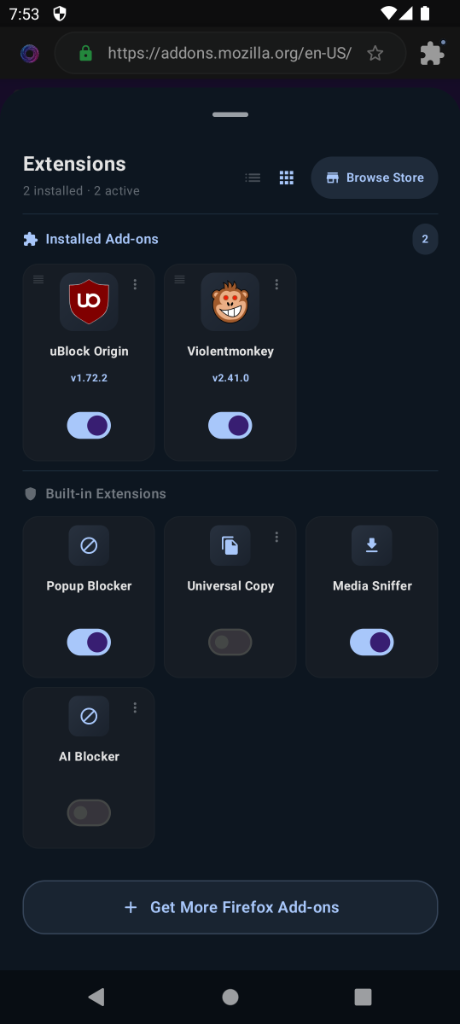 7:53
https://addons.mozilla.org/en-US/
Extensions
2 installed · 2 active
Browse Store
Installed Add-ons
2
uBlock Origin
v1.72.2
Violentmonkey
v2.41.0
Built-in Extensions
Popup Blocker
Universal Copy
Media Sniffer
AI Blocker
+ Get More Firefox Add-ons